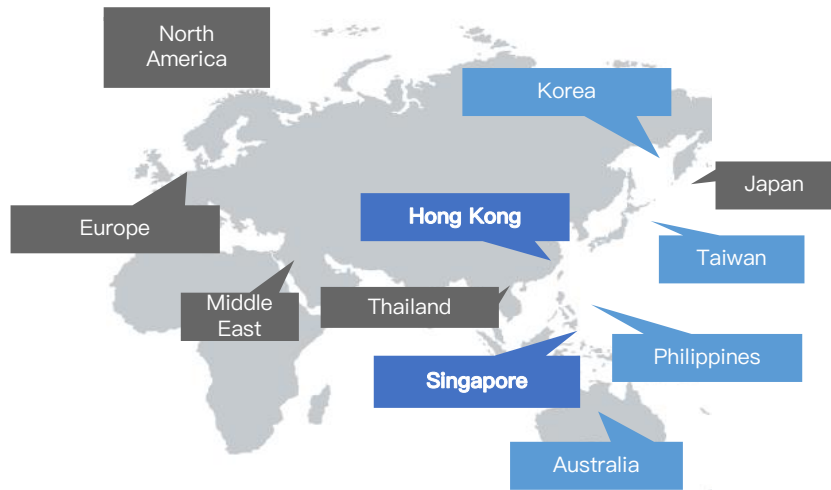 North
America
Korea
Japan
Hong Kong
Europe
Taiwan
Middle
East
Thailand
Philippines
Singapore
Australia